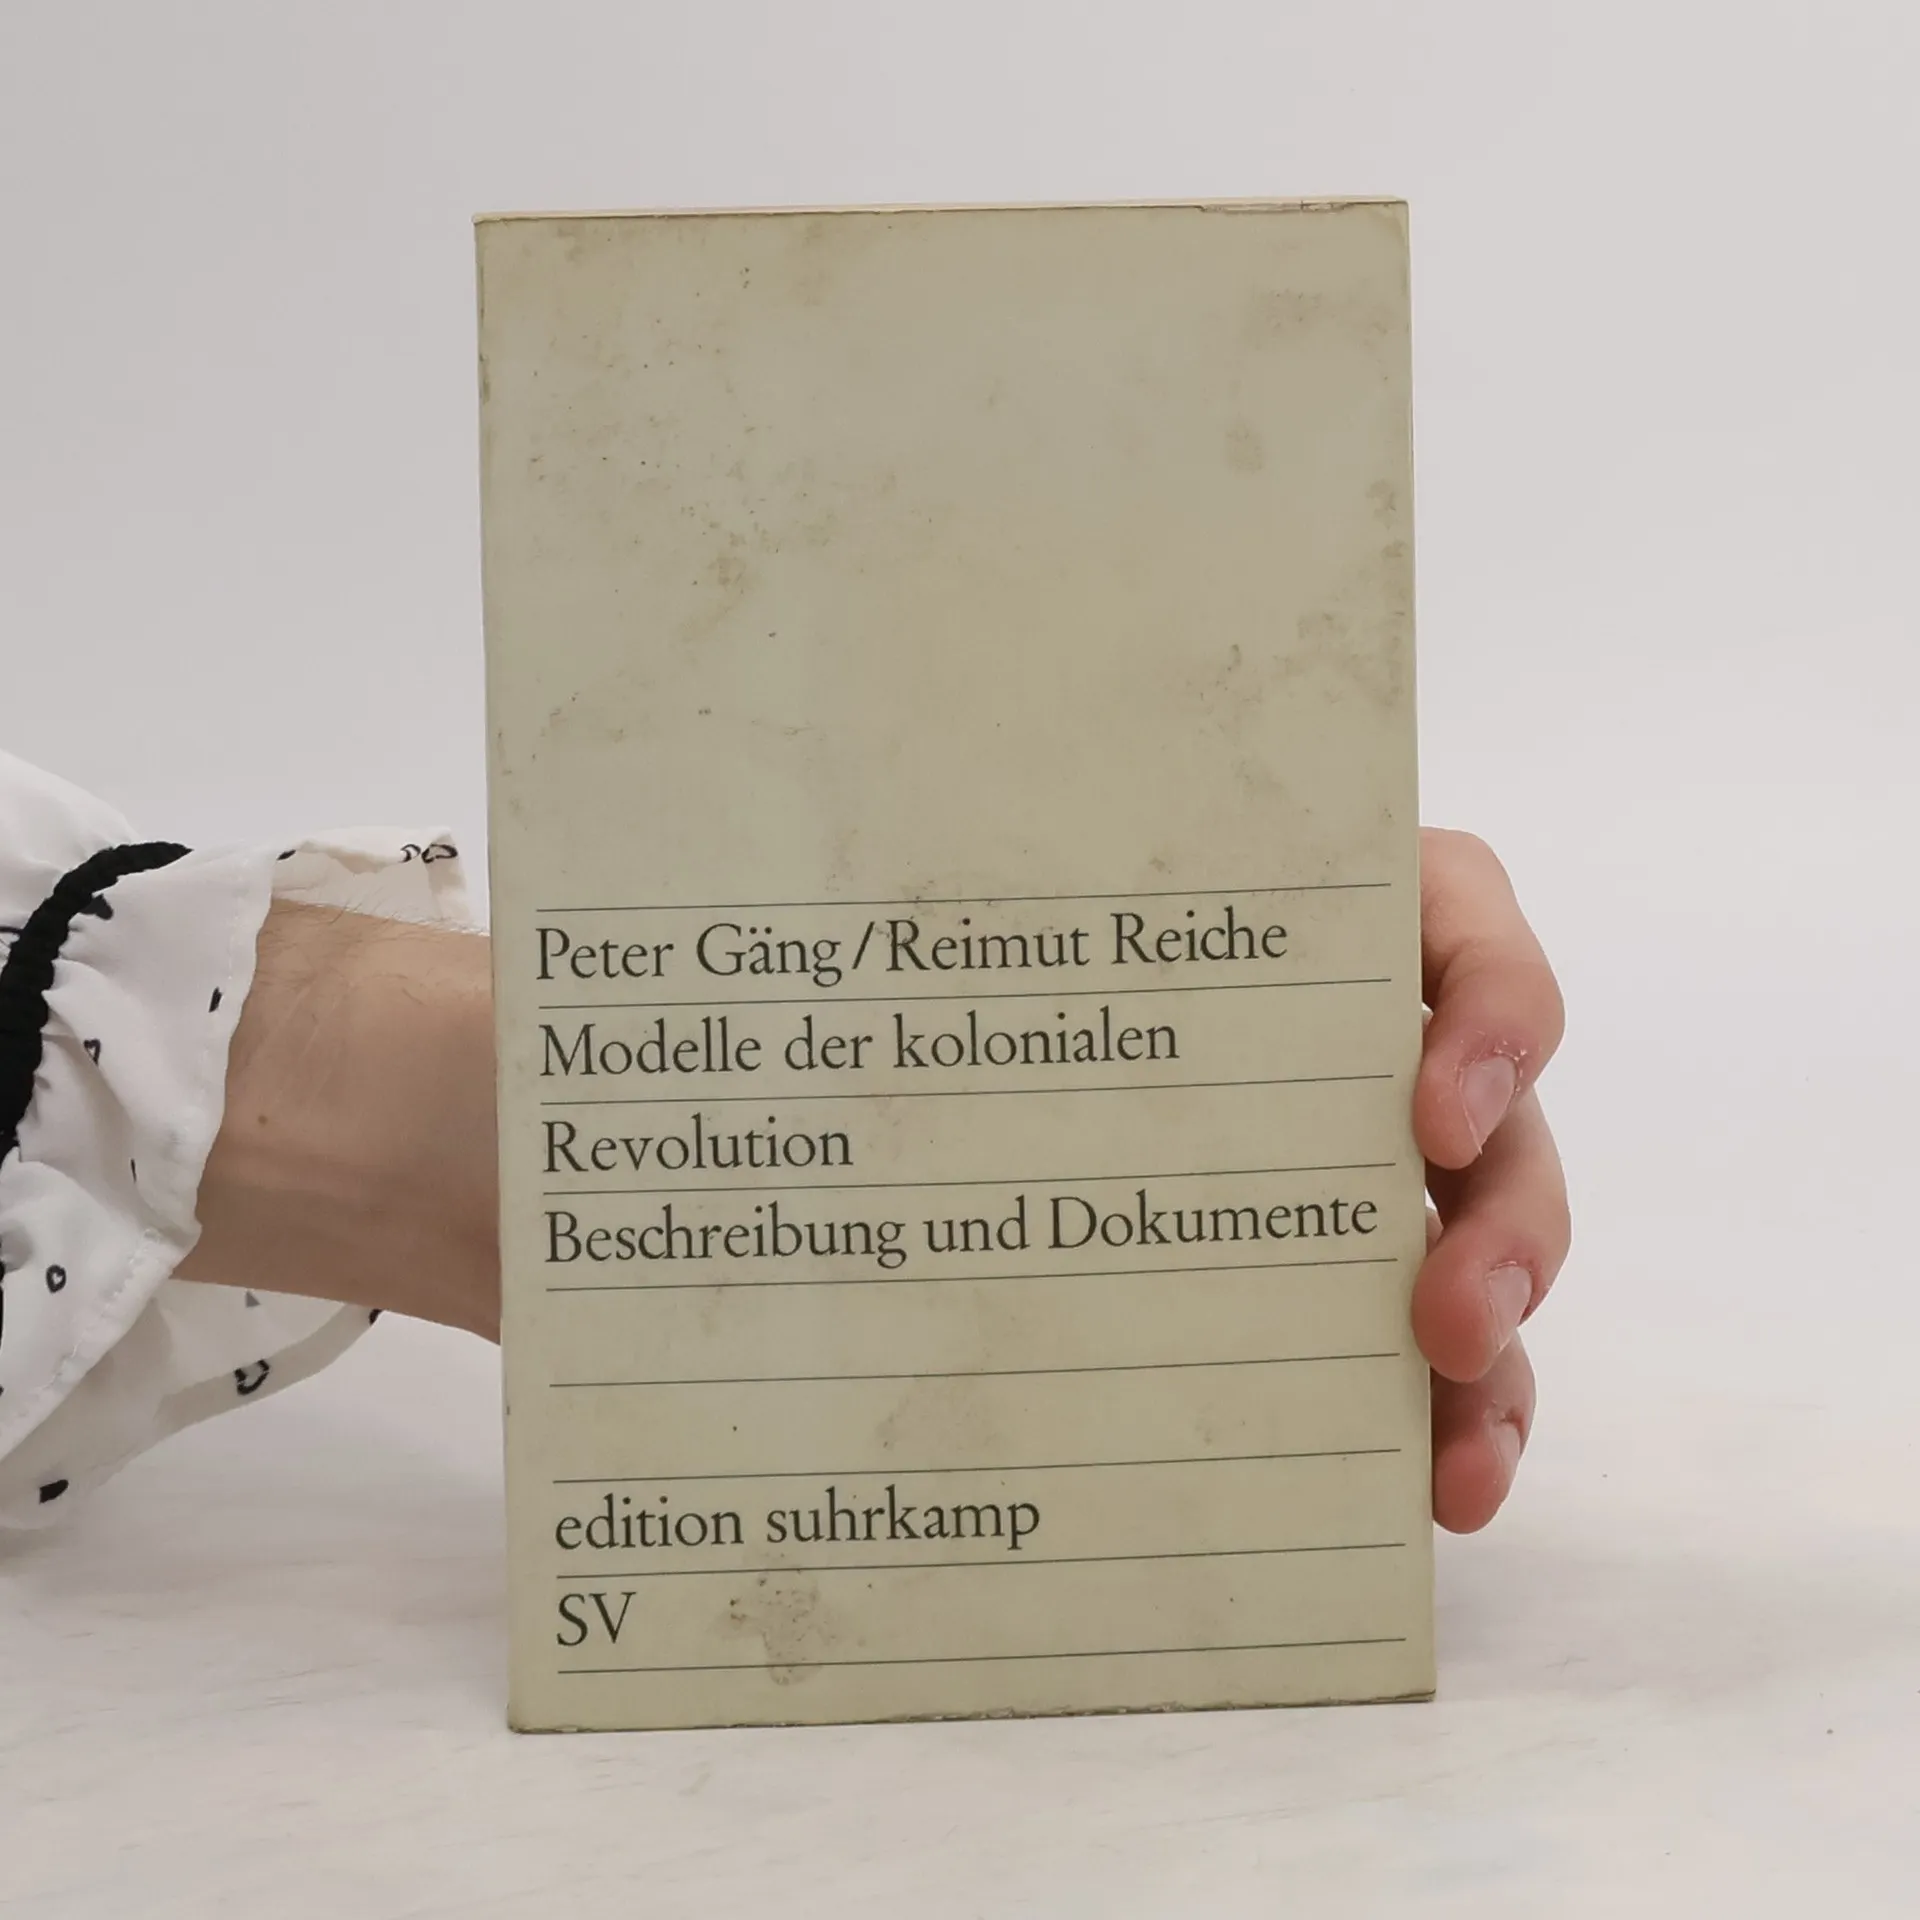 Peter Gäng/Reimut Reiche
Modelle der kolonialen
Revolution
Beschreibung und Dokumente
edition suhrkamp
SV